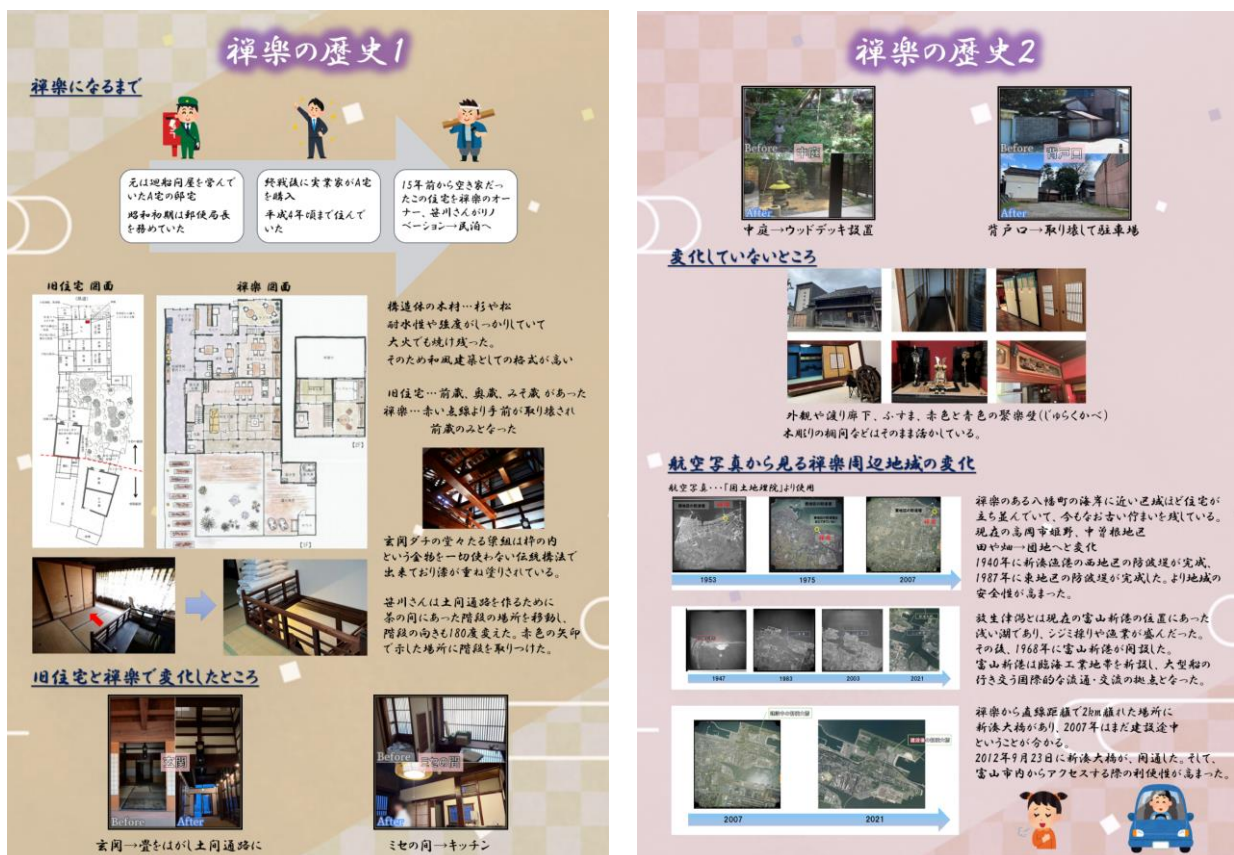 禅楽の歴史1
禅楽になるまで
元は廻船問屋を営んで
いたA宅の邸宅
昭和初期は郵便局長
を務めていた
終戦後に実業家がA宅
を購入
平成4年頃まで住んで
いた
15年前から空き家だっ
たこの住宅を禅楽のオー
ナー、笹川さんがリノ
ベーション→民泊へ
旧住宅 図面
禅楽 図面
構造体の木材…杉や松
耐水性や強度がしっかりしていて
大火でも焼け残った。
そのため和風建築としての格式が高い
旧住宅…前蔵、奥蔵、みそ蔵 があった
禅楽…赤い点線より手前が取り壊され
前蔵のみとなった
玄関ダチの堂々たる梁組は枠の内
という金物を一切使わない伝統構法で
出来ており漆が重ね塗りされている。
笹川さんは土間通路を作るために
茶の間にあった階段の場所を移動し、
階段の向きも180度変えた。赤色の矢印
で示した場所に階段を取りつけた。
旧住宅と禅楽で変化したところ
玄関
Before
After
玄関→畳をはがし土間通路に
Before
ミセの間
After
ミセの間→キッチン
禅楽の歴史2
Before
中庭
After
中庭→ウッドデッキ設置
Before
背戸口
After
背戸口→取り壊して駐車場
変化していないところ
外観や渡り廊下、ふすま、赤色と青色の聚楽壁(じゅらくかべ)
木彫りの欄間などはそのまま活かしている。
航空写真から見る禅楽周辺地域の変化
航空写真・・・「国土地理院」より使用
1953
1975
2007
禅楽のある八幡町の海岸に近い区域ほど住宅が
立ち並んでいて、今もなお古い佇まいを残している。
現在の高岡市姫野、中曽根地区
田や畑→団地へと変化
1940年に新湊漁港の西地区の防波堤が完成、
1987年に東地区の防波堤が完成した。より地域の
安全性が高まった。
1947
1963
2003
2021
放生津潟とは現在の富山新港の位置にあった
浅い湖であり、シジミ採りや漁業が盛んだった。
その後、1968年に富山新港が開設した。
富山新港は臨海工業地帯を新設し、大型船の
行き交う国際的な流通・交流の拠点となった。
2007
2021
禅楽から直線距離で2km離れた場所に
新湊大橋があり、2007年はまだ建設途中
ということが分かる。
2012年9月23日に新湊大橋が、開通した。そして、
富山市内からアクセスする際の利便性が高まった。